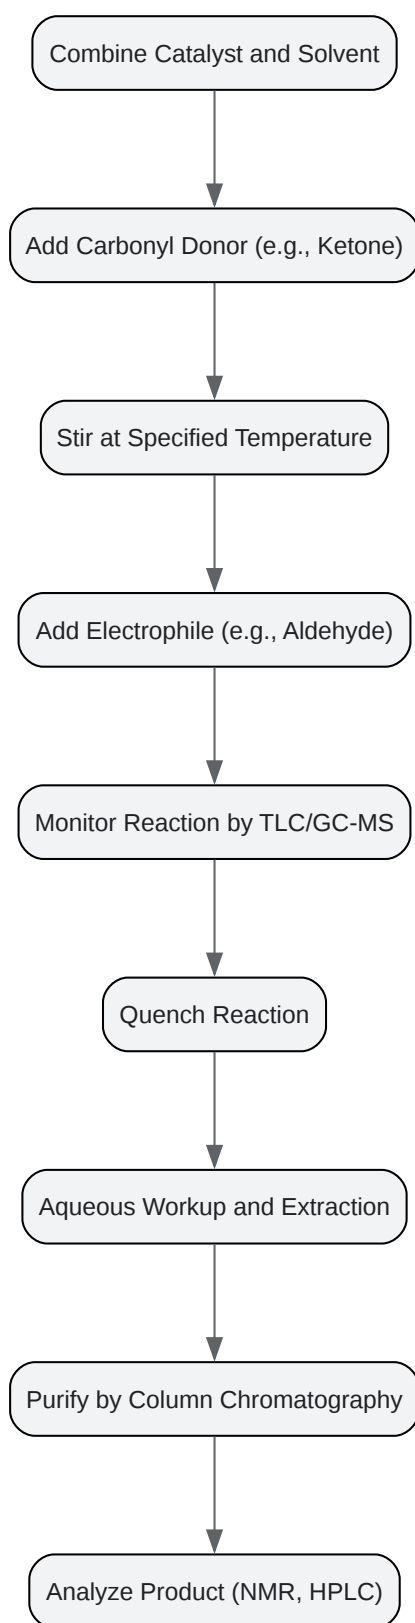 Combine Catalyst and Solvent
Add Carbonyl Donor (e.g., Ketone)
Stir at Specified Temperature
Add Electrophile (e.g., Aldehyde)
Monitor Reaction by TLC/GC-MS
Quench Reaction
Aqueous Workup and Extraction
Purify by Column Chromatography
Analyze Product (NMR, HPLC)